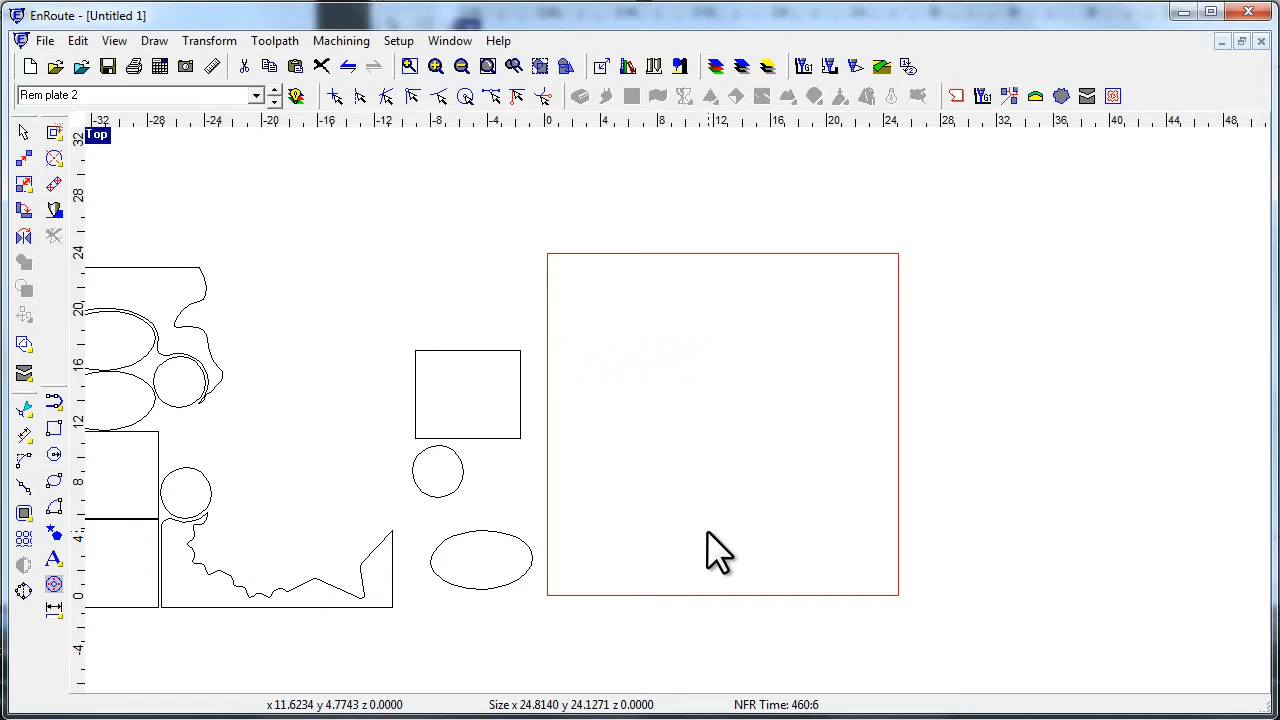 EnRoute - [Untitled 1]
File Edit View Draw Transform Toolpath Machining Setup Window Help
Rem plate 2
-32 -28 -24 -20 -16 -12 -8 -4 0 4 8 12 16 20 24 28 32 36 40 44 48
Top
32
28
24
20
16
12
8
4
0
-4
x 11.6234 y 4.7743 z 0.0000 Size x 24.8140 y 24.1271 z 0.0000 NFR Time: 460:6